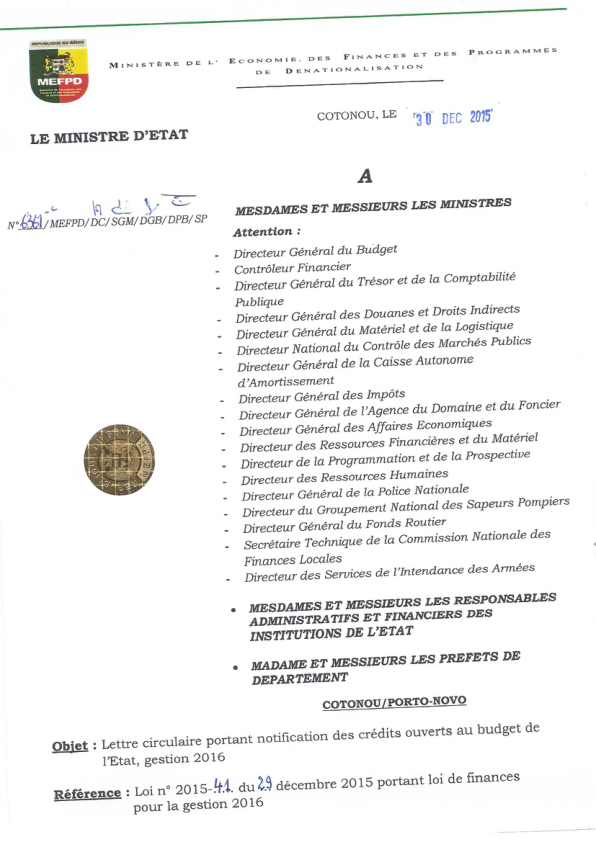 REPUBLIQUE DU BÉNIN
MEFPD
MINISTÈRE DE L' ECONOMIE, DES FINANCES ET DES PROGRAMMES
DE DENATIONALISATION
COTONOU, LE 30 DEC 2015
LE MINISTRE D'ETAT
A
N° 6361-c/MEFPD/DC/SGM/DGB/DPB/SP
MESDAMES ET MESSIEURS LES MINISTRES
Attention :
- Directeur Général du Budget
- Contrôleur Financier
- Directeur Général du Trésor et de la Comptabilité
Publique
- Directeur Général des Douanes et Droits Indirects
- Directeur Général du Matériel et de la Logistique
- Directeur National du Contrôle des Marchés Publics
- Directeur Général de la Caisse Autonome
d'Amortissement
- Directeur Général des Impôts
- Directeur Général de l'Agence du Domaine et du Foncier
- Directeur Général des Affaires Economiques
- Directeur des Ressources Financières et du Matériel
- Directeur de la Programmation et de la Prospective
- Directeur des Ressources Humaines
- Directeur Général de la Police Nationale
- Directeur du Groupement National des Sapeurs Pompiers
- Directeur Général du Fonds Routier
- Secrétaire Technique de la Commission Nationale des
Finances Locales
- Directeur des Services de l'Intendance des Armées
• MESDAMES ET MESSIEURS LES RESPONSABLES
ADMINISTRATIFS ET FINANCIERS DES
INSTITUTIONS DE L'ETAT
• MADAME ET MESSIEURS LES PREFETS DE
DEPARTEMENT
COTONOU/PORTO-NOVO
Objet : Lettre circulaire portant notification des crédits ouverts au budget de
l'Etat, gestion 2016
Référence : Loi n° 2015-41 du 29 décembre 2015 portant loi de finances
pour la gestion 2016